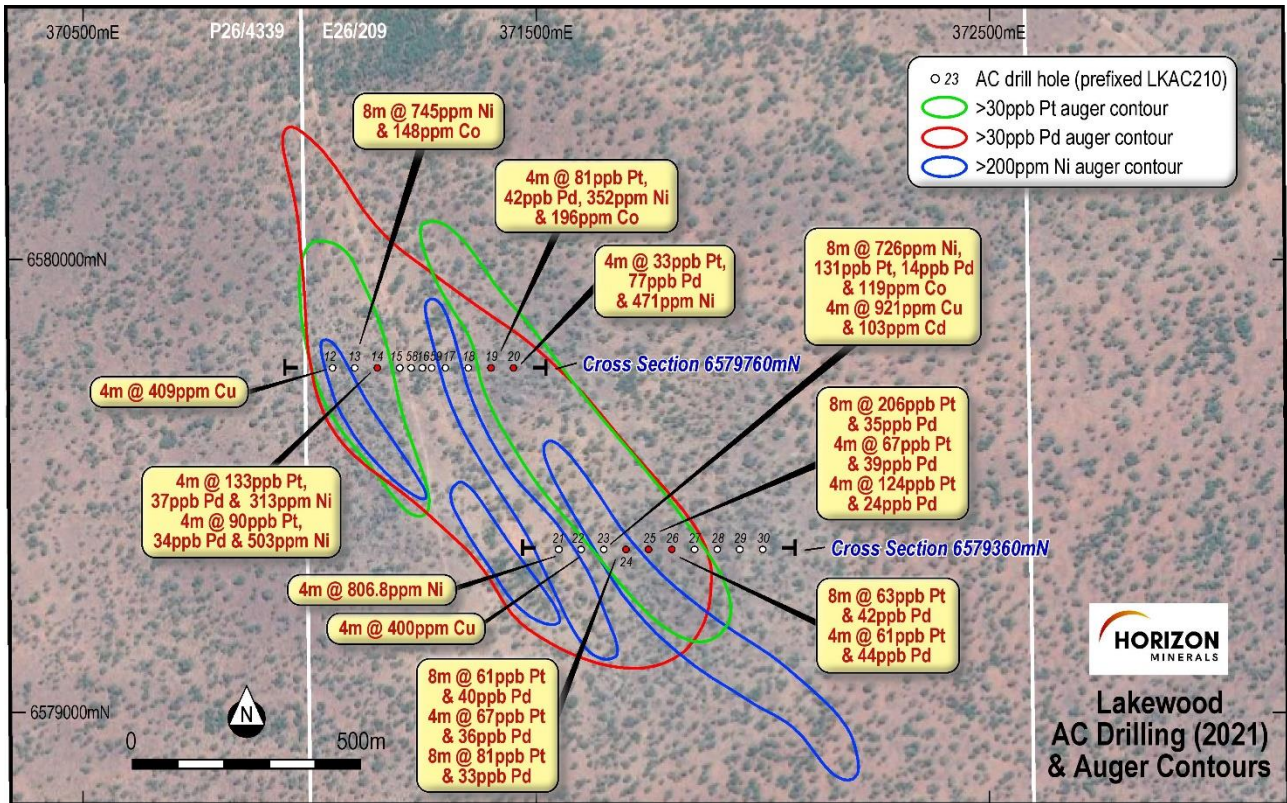 370500mE
P26/4339
E26/209
371500mE
372500mE
23 AC drill hole (prefixed LKAC210)
>30ppb Pt auger contour
>30ppb Pd auger contour
>200ppm Ni auger contour
8m @ 745ppm Ni
& 148ppm Co
4m @ 81ppb Pt,
42ppb Pd, 352ppm Ni
& 196ppm Co
4m @ 33ppb Pt,
77ppb Pd
& 471ppm Ni
8m @ 726ppm Ni,
131ppb Pt, 14ppb Pd
& 119ppm Co
4m @ 921ppm Cu
& 103ppm Cd
6580000mN
12 13 14 15 58 16 59 17 18 19 20
Cross Section 6579760mN
4m @ 409ppm Cu
8m @ 206ppb Pt
& 35ppb Pd
4m @ 67ppb Pt
& 39ppb Pd
4m @ 124ppb Pt
& 24ppb Pd
4m @ 133ppb Pt,
37ppb Pd & 313ppm Ni
4m @ 90ppb Pt,
34ppb Pd & 503ppm Ni
21 22 23 24 25 26 27 28 29 30
Cross Section 6579360mN
4m @ 806.8ppm Ni
4m @ 400ppm Cu
8m @ 63ppb Pt
& 42ppb Pd
4m @ 61ppb Pt
& 44ppb Pd
8m @ 61ppb Pt
& 40ppb Pd
4m @ 67ppb Pt
& 36ppb Pd
8m @ 81ppb Pt
& 33ppb Pd
HORIZON
MINERALS
Lakewood
AC Drilling (2021)
& Auger Contours
6579000mN
N
0 500m